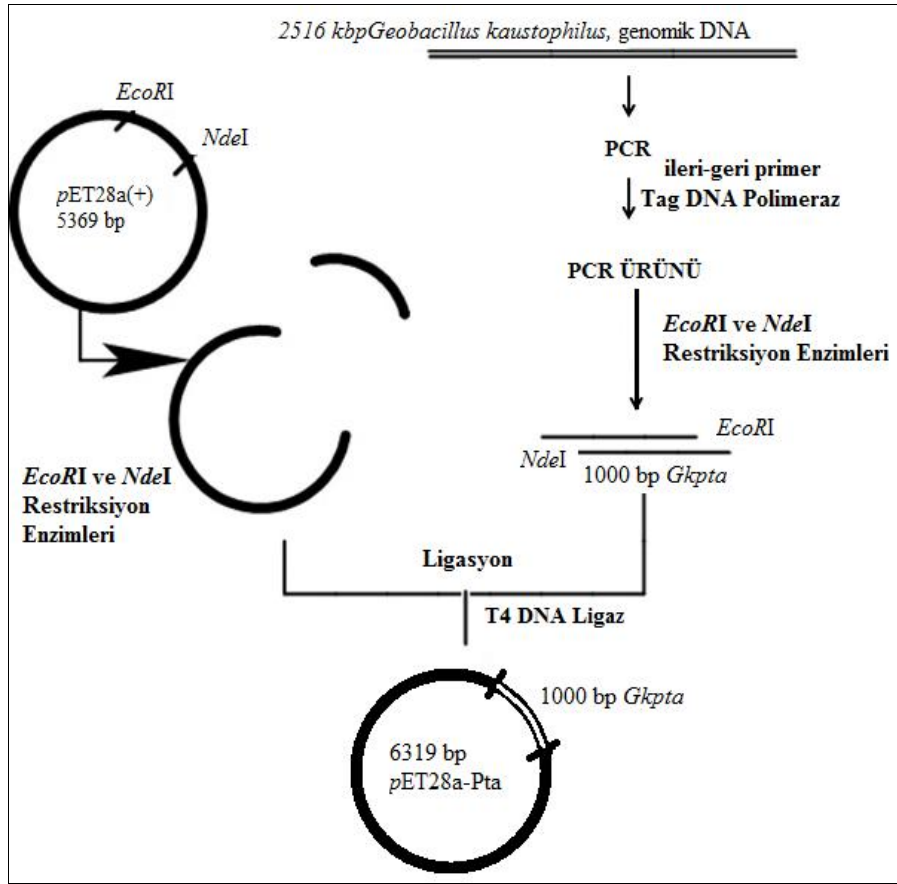 2516 kbpGeobacillus kaustophilus, genomik DNA
EcoRI
NdeI
pET28a(+)
5369 bp
PCR
ileri-geri primer
Tag DNA Polimeraz
PCR ÜRÜNÜ
EcoRI ve NdeI
Restriksiyon Enzimleri
EcoRI
NdeI
1000 bp Gkpta
EcoRI ve NdeI
Restriksiyon
Enzimleri
Ligasyon
T4 DNA Ligaz
1000 bp Gkpta
6319 bp
pET28a-Pta